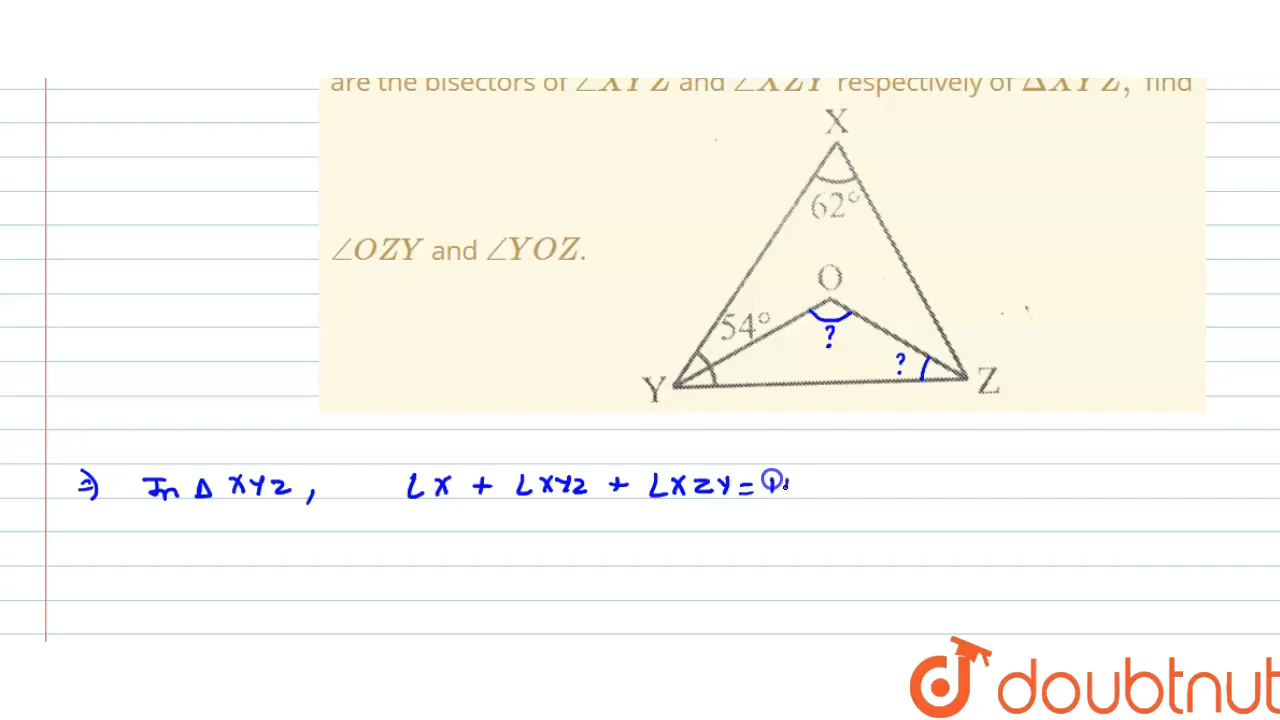 are the bisectors of ∠XYZ and ∠XZY respectively of ΔXYZ, find
X
62°
∠OZY and ∠YOZ.
O
54°
?
?
Y
Z
⇒ In Δ XYZ, ∠X + ∠XYZ + ∠XZY =
doubtnut